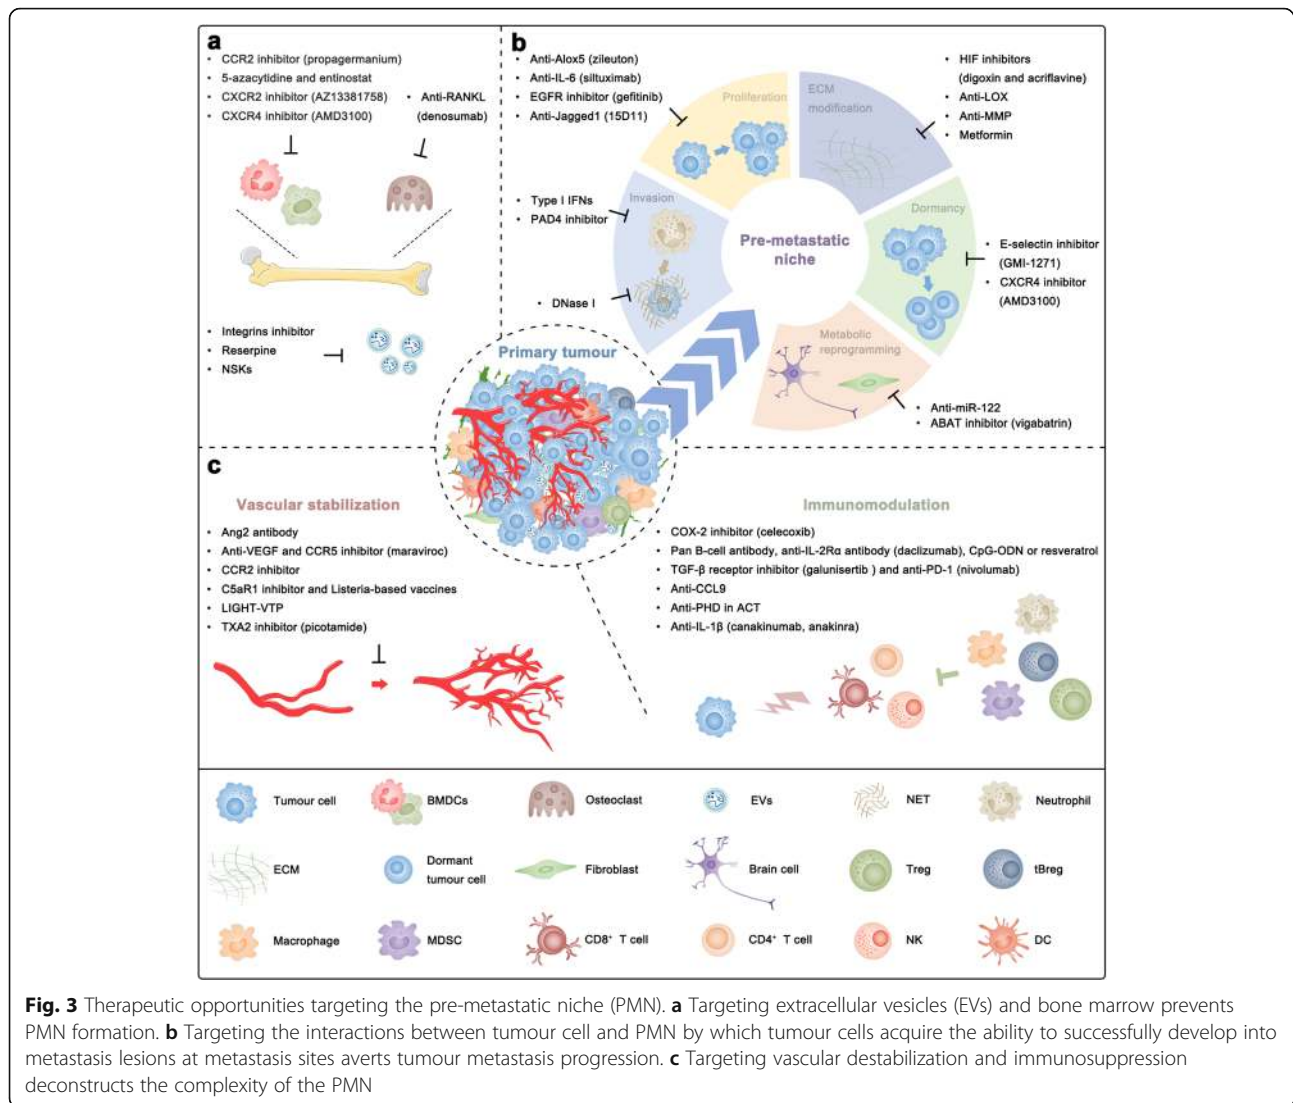 a
• CCR2 inhibitor (propagermanium)
• 5-azacytidine and entinostat
• CXCR2 inhibitor (AZ13381758)
• CXCR4 inhibitor (AMD3100)
• Anti-RANKL
(denosumab)
• Integrins inhibitor
• Reserpine
• NSKs
b
• Anti-Alox5 (zileuton)
• Anti-IL-6 (siltuximab)
• EGFR inhibitor (gefitinib)
• Anti-Jagged1 (15D11)
Proliferation
ECM
modification
• HIF inhibitors
(digoxin and acriflavine)
• Anti-LOX
• Anti-MMP
• Metformin
• Type I IFNs
• PAD4 inhibitor
Invasion
• DNase I
Pre-metastatic
niche
Dormancy
• E-selectin inhibitor
(GMI-1271)
• CXCR4 inhibitor
(AMD3100)
Metabolic
reprogramming
• Anti-miR-122
• ABAT inhibitor (vigabatrin)
Primary tumour
c
Vascular stabilization
• Ang2 antibody
• Anti-VEGF and CCR5 inhibitor (maraviroc)
• CCR2 inhibitor
• C5aR1 inhibitor and Listeria-based vaccines
• LIGHT-VTP
• TXA2 inhibitor (picotamide)
Immunomodulation
• COX-2 inhibitor (celecoxib)
• Pan B-cell antibody, anti-IL-2Rα antibody (daclizumab), CpG-ODN or resveratrol
• TGF-β receptor inhibitor (galunisertib ) and anti-PD-1 (nivolumab)
• Anti-CCL9
• Anti-PHD in ACT
• Anti-IL-1β (canakinumab, anakinra)
Tumour cell
BMDCs
Osteoclast
EVs
NET
Neutrophil
ECM
Dormant
tumour cell
Fibroblast
Brain cell
Treg
tBreg
Macrophage
MDSC
CD8⁺ T cell
CD4⁺ T cell
NK
DC
Fig. 3 Therapeutic opportunities targeting the pre-metastatic niche (PMN). a Targeting extracellular vesicles (EVs) and bone marrow prevents
PMN formation. b Targeting the interactions between tumour cell and PMN by which tumour cells acquire the ability to successfully develop into
metastasis lesions at metastasis sites averts tumour metastasis progression. c Targeting vascular destabilization and immunosuppression
deconstructs the complexity of the PMN